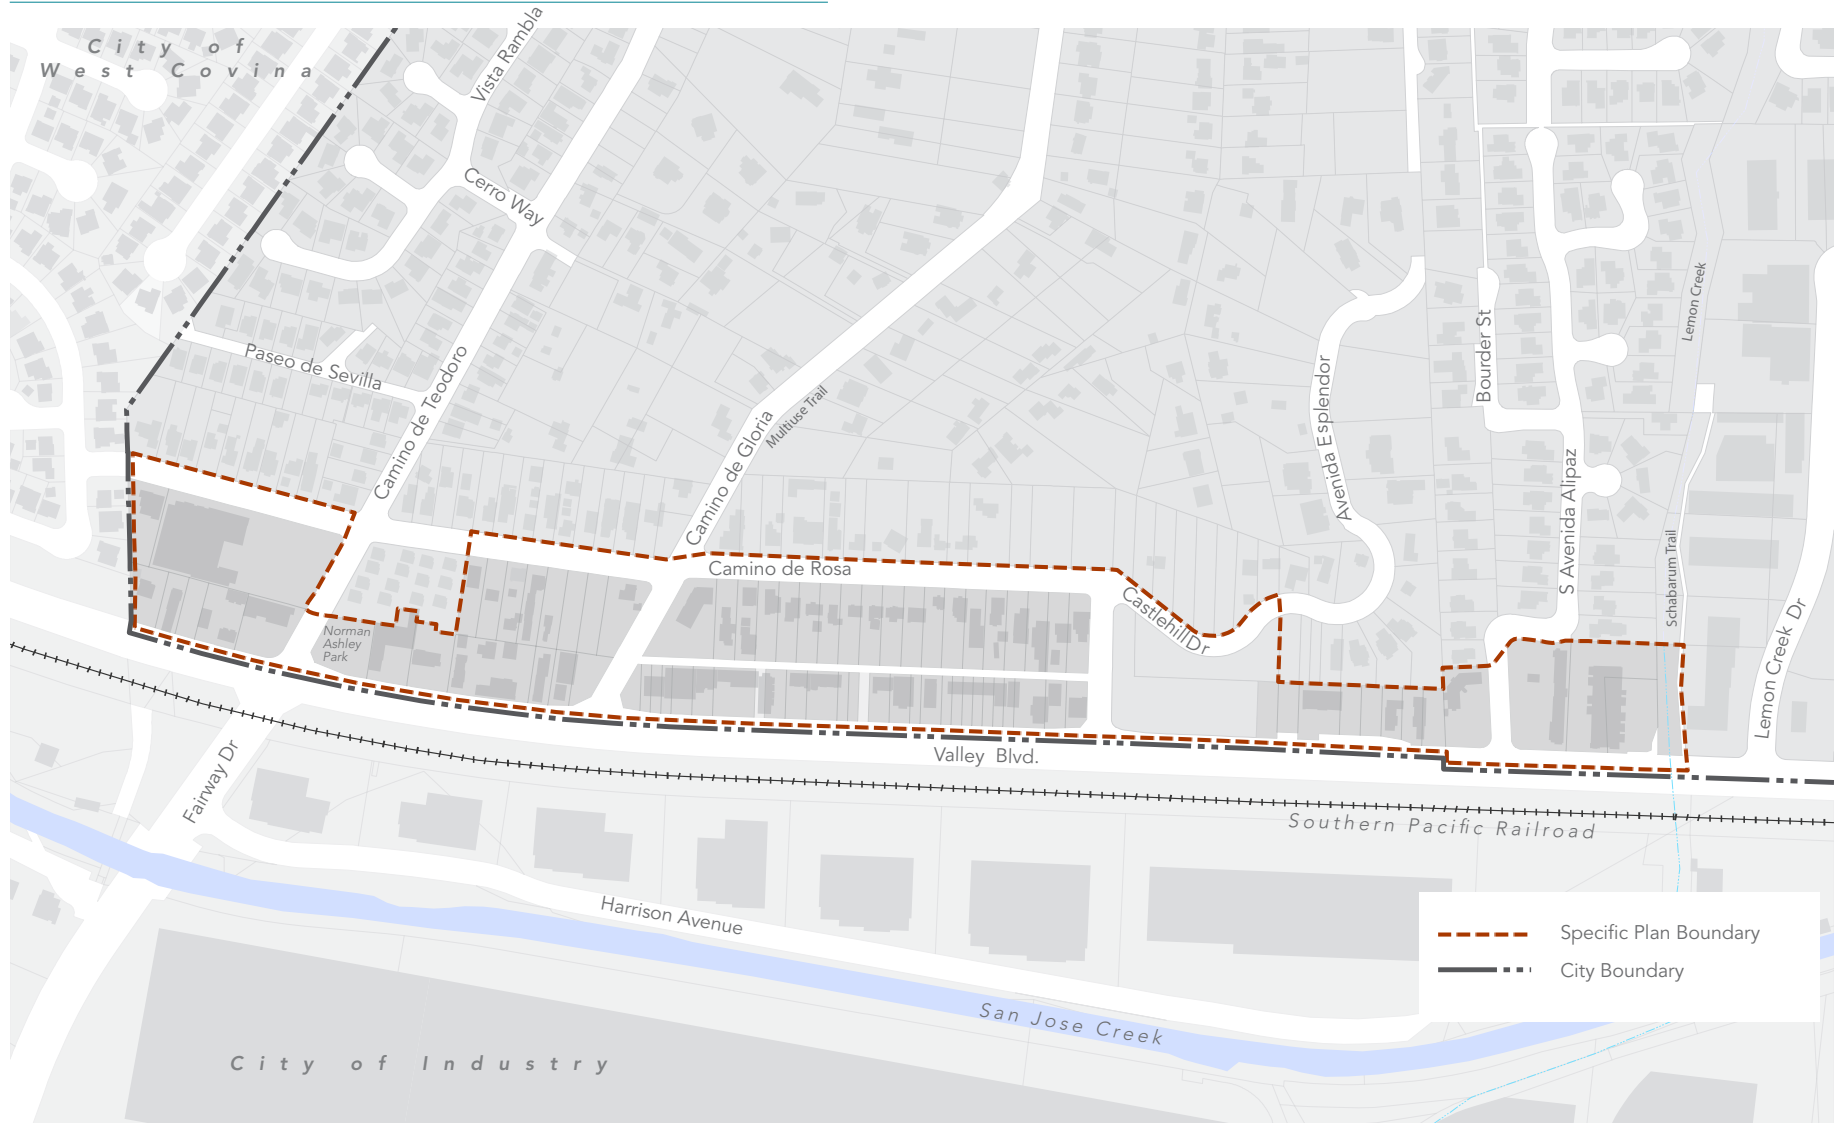 City of
West Covina
Vista Rambla
Cerro Way
Paseo de Sevilla
Camino de Teodoro
Camino de Gloria
Multiuse Trail
Avenida Esplendor
Bourder St
Lemon Creek
S Avenida Alipaz
Schabarum Trail
Lemon Creek Dr
Camino de Rosa
Castlehill Dr
Norman
Ashley
Park
Valley Blvd.
Fairway Dr
Southern Pacific Railroad
Harrison Avenue
San Jose Creek
City of Industry
Specific Plan Boundary
City Boundary